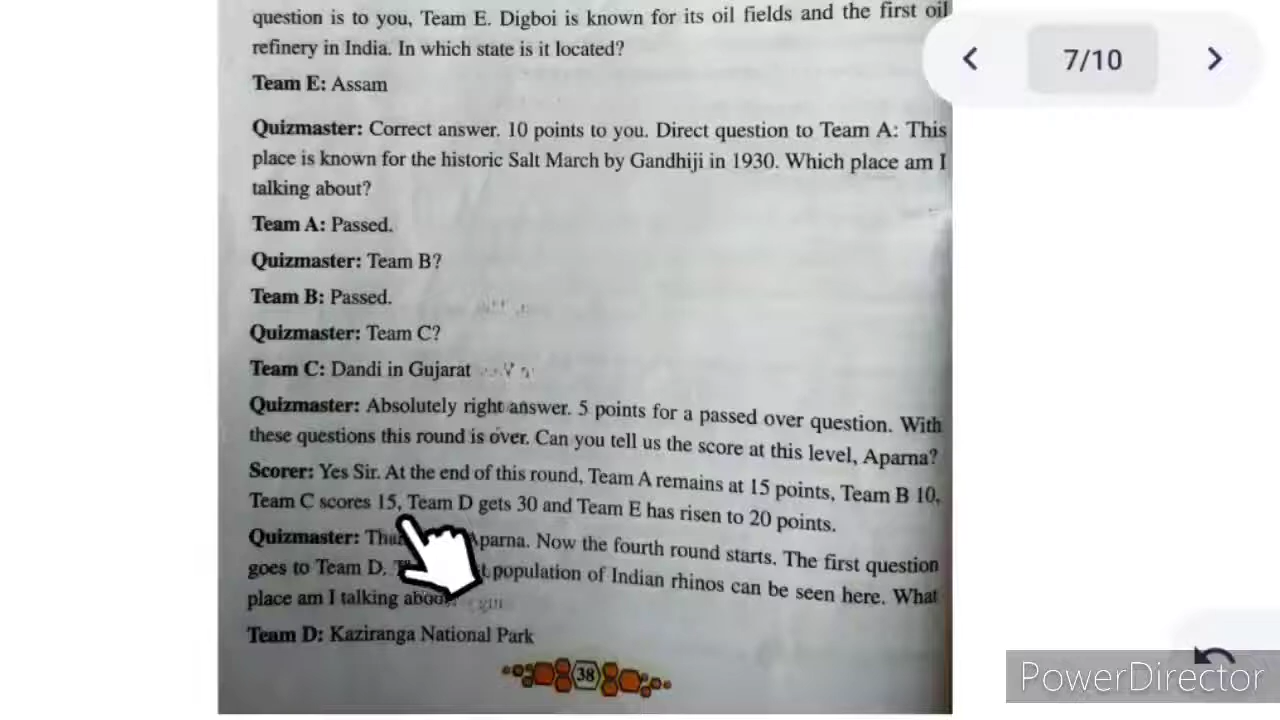 question is to you, Team E. Digboi is known for its oil fields and the first oil
7/10
refinery in India. In which state is it located?
Team E: Assam
Quizmaster: Correct answer. 10 points to you. Direct question to Team A: This
place is known for the historic Salt March by Gandhiji in 1930. Which place am I
talking about?
Team A: Passed.
Quizmaster: Team B?
Team B: Passed.
Quizmaster: Team C?
Team C: Dandi in Gujarat
Quizmaster: Absolutely right answer. 5 points for a passed over question. With
these questions this round is over. Can you tell us the score at this level, Aparna?
Scorer: Yes Sir. At the end of this round, Team A remains at 15 points, Team B 10,
Team C scores 15, Team D gets 30 and Team E has risen to 20 points.
Quizmaster: Aparna. Now the fourth round starts. The first question
goes to Team D. population of Indian rhinos can be seen here. What
place am I talking about?
Team D: Kaziranga National Park
38
PowerDirector